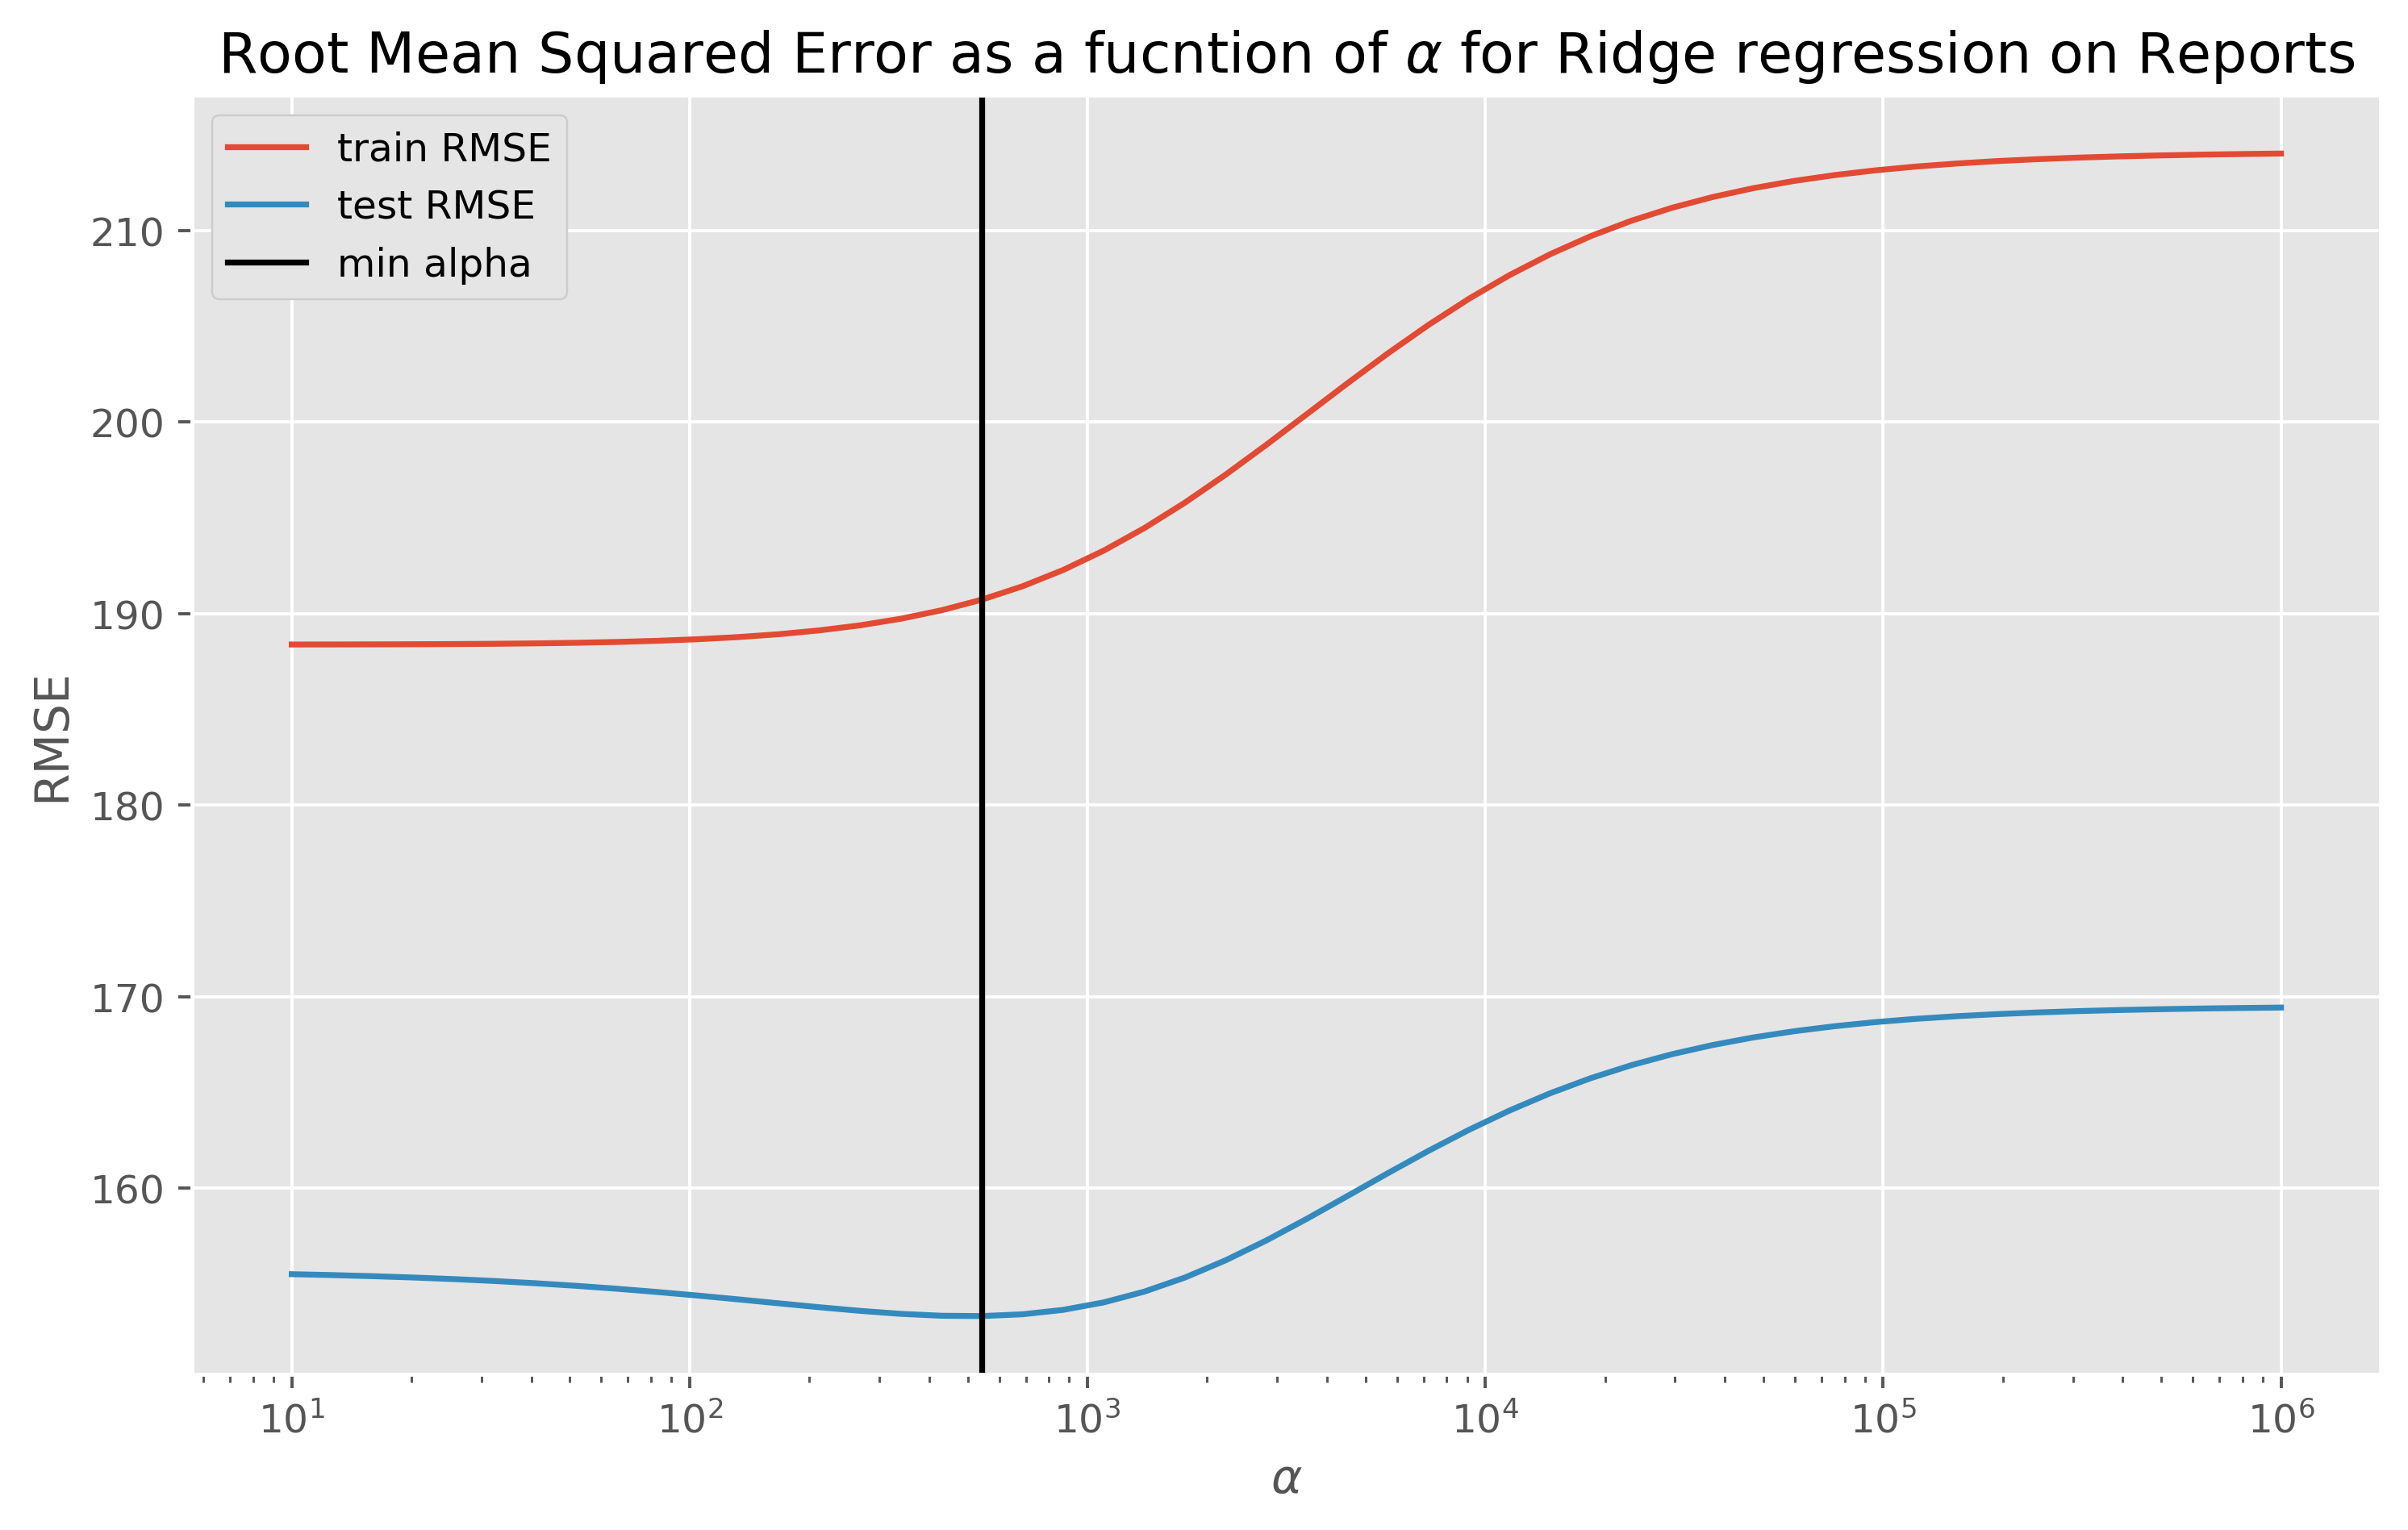 Root Mean Squared Error as a fucntion of α for Ridge regression on Reports
train RMSE
test RMSE
min alpha
RMSE
210
200
190
180
170
160
10¹ 10² 10³ 10⁴ 10⁵ 10⁶
α